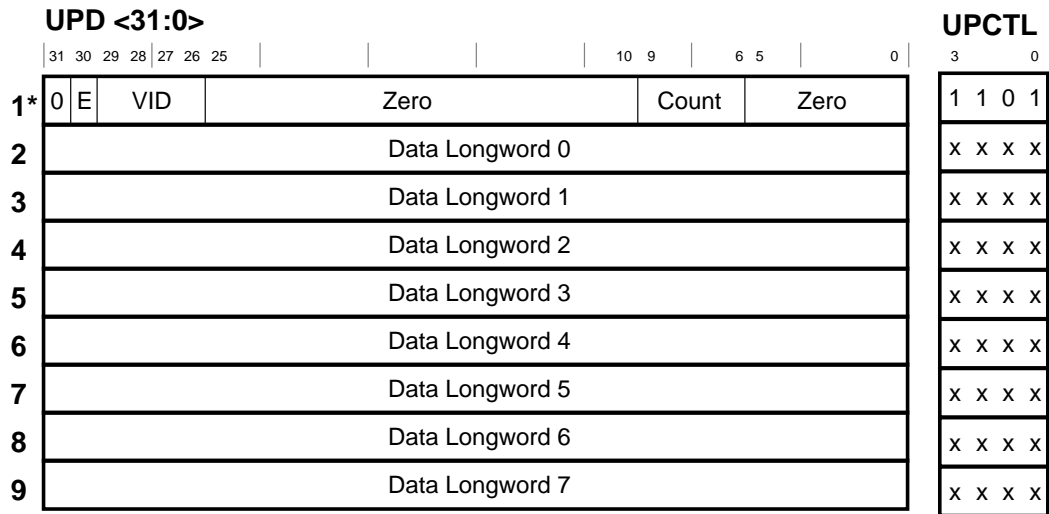 UPD <31:0> UPCTL
31 30 29 28 27 26 25 10 9 6 5 0 3 0
1* 0 E VID Zero Count Zero 1 1 0 1
2 Data Longword 0 x x x x
3 Data Longword 1 x x x x
4 Data Longword 2 x x x x
5 Data Longword 3 x x x x
6 Data Longword 4 x x x x
7 Data Longword 5 x x x x
8 Data Longword 6 x x x x
9 Data Longword 7 x x x x